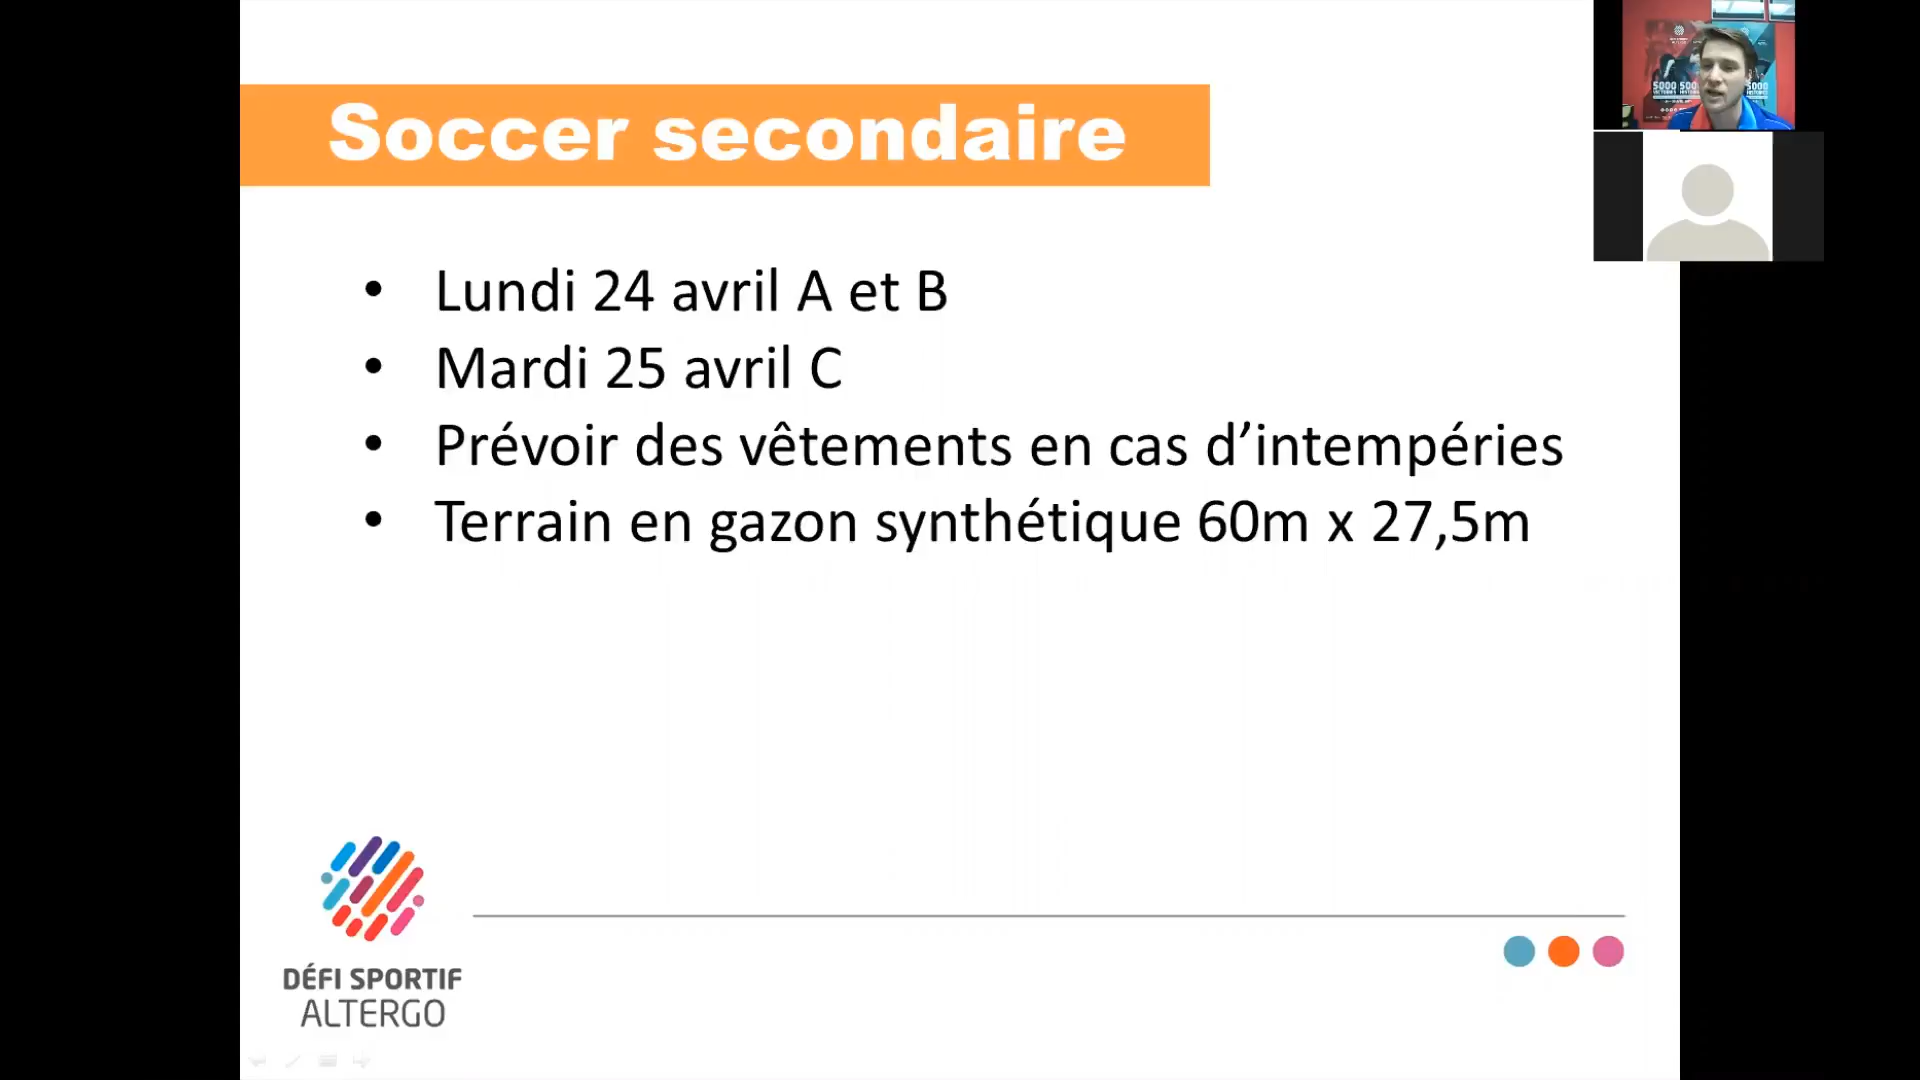 Soccer secondaire
• Lundi 24 avril A et B
• Mardi 25 avril C
• Prévoir des vêtements en cas d’intempéries
• Terrain en gazon synthétique 60m x 27,5m
DÉFI SPORTIF
ALTERGO
5000